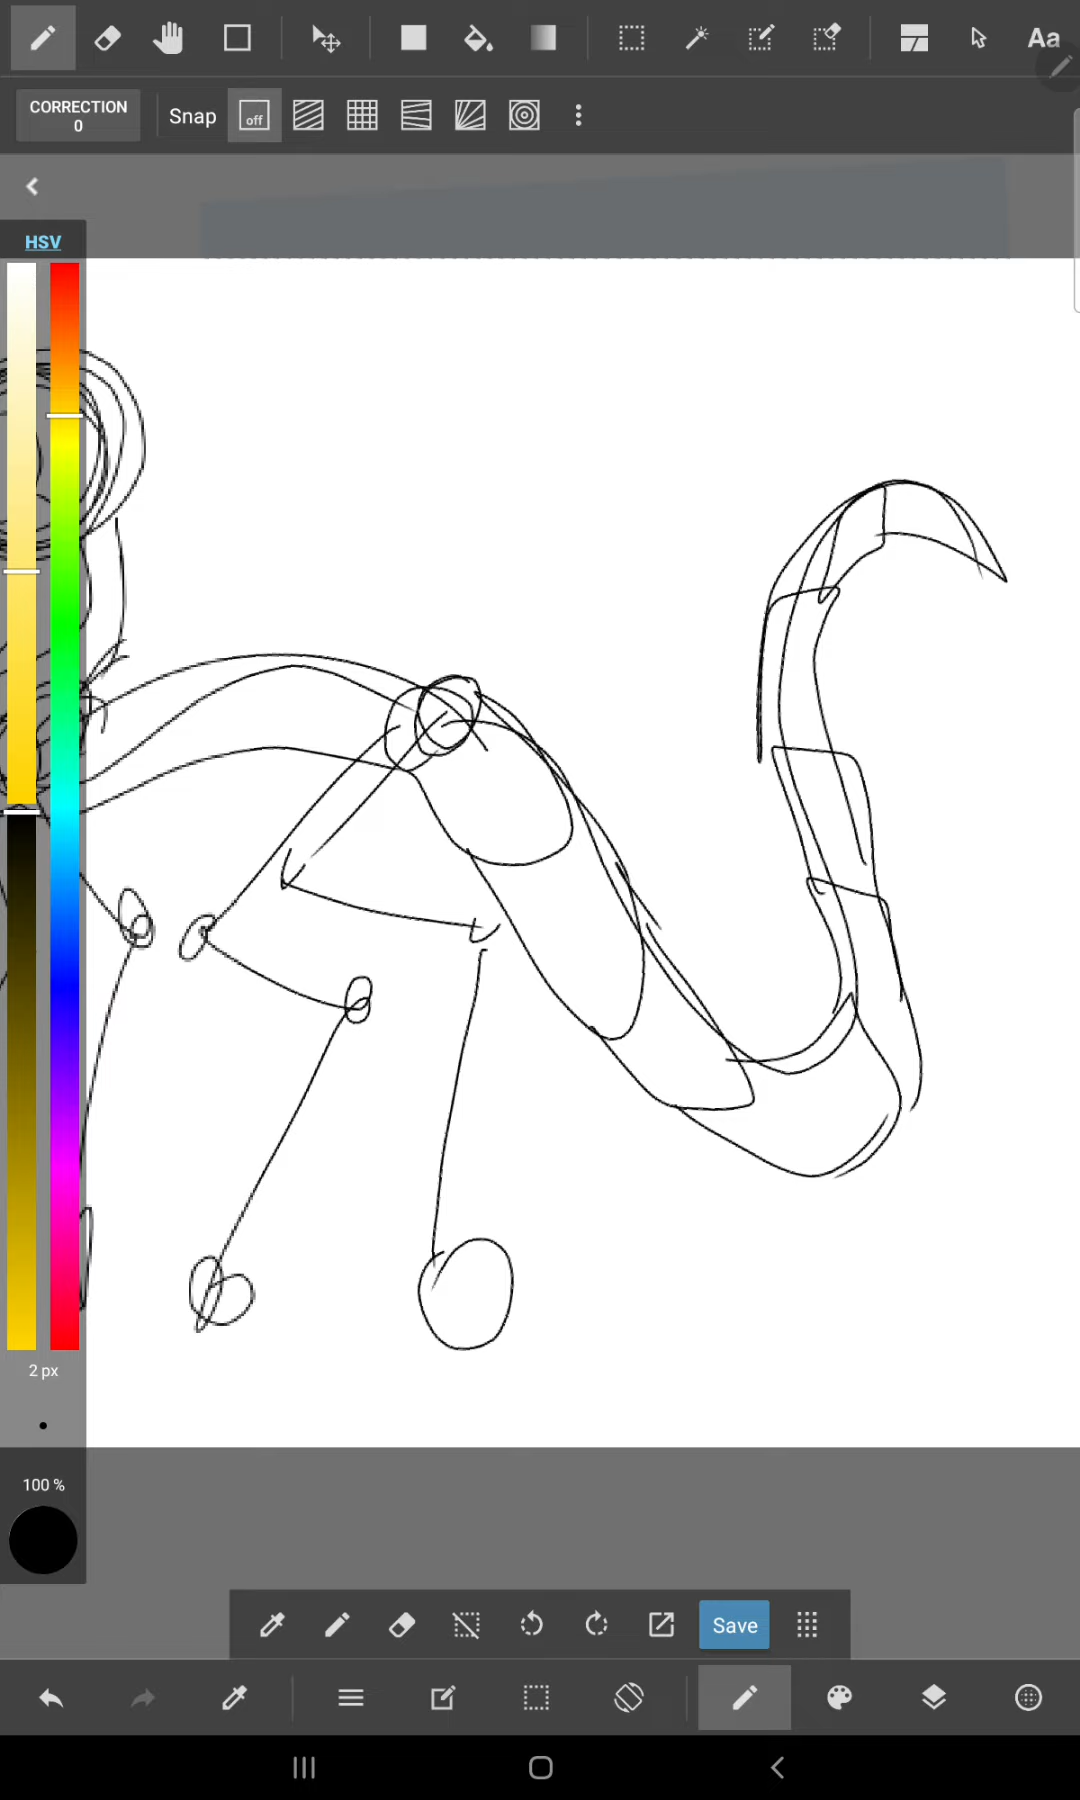 Aa
CORRECTION
0
Snap
off
HSV
2 px
100 %
Save